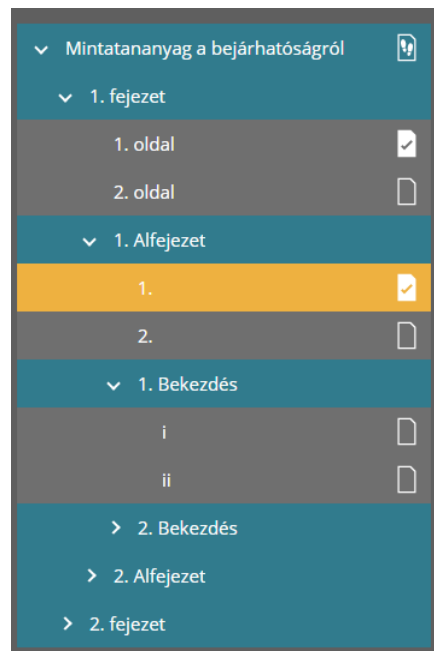 Mintatananyag a bejárhatóságról
1. fejezet
1. oldal
2. oldal
1. Alfejezet
1.
2.
1. Bekezdés
i
ii
2. Bekezdés
2. Alfejezet
2. fejezet